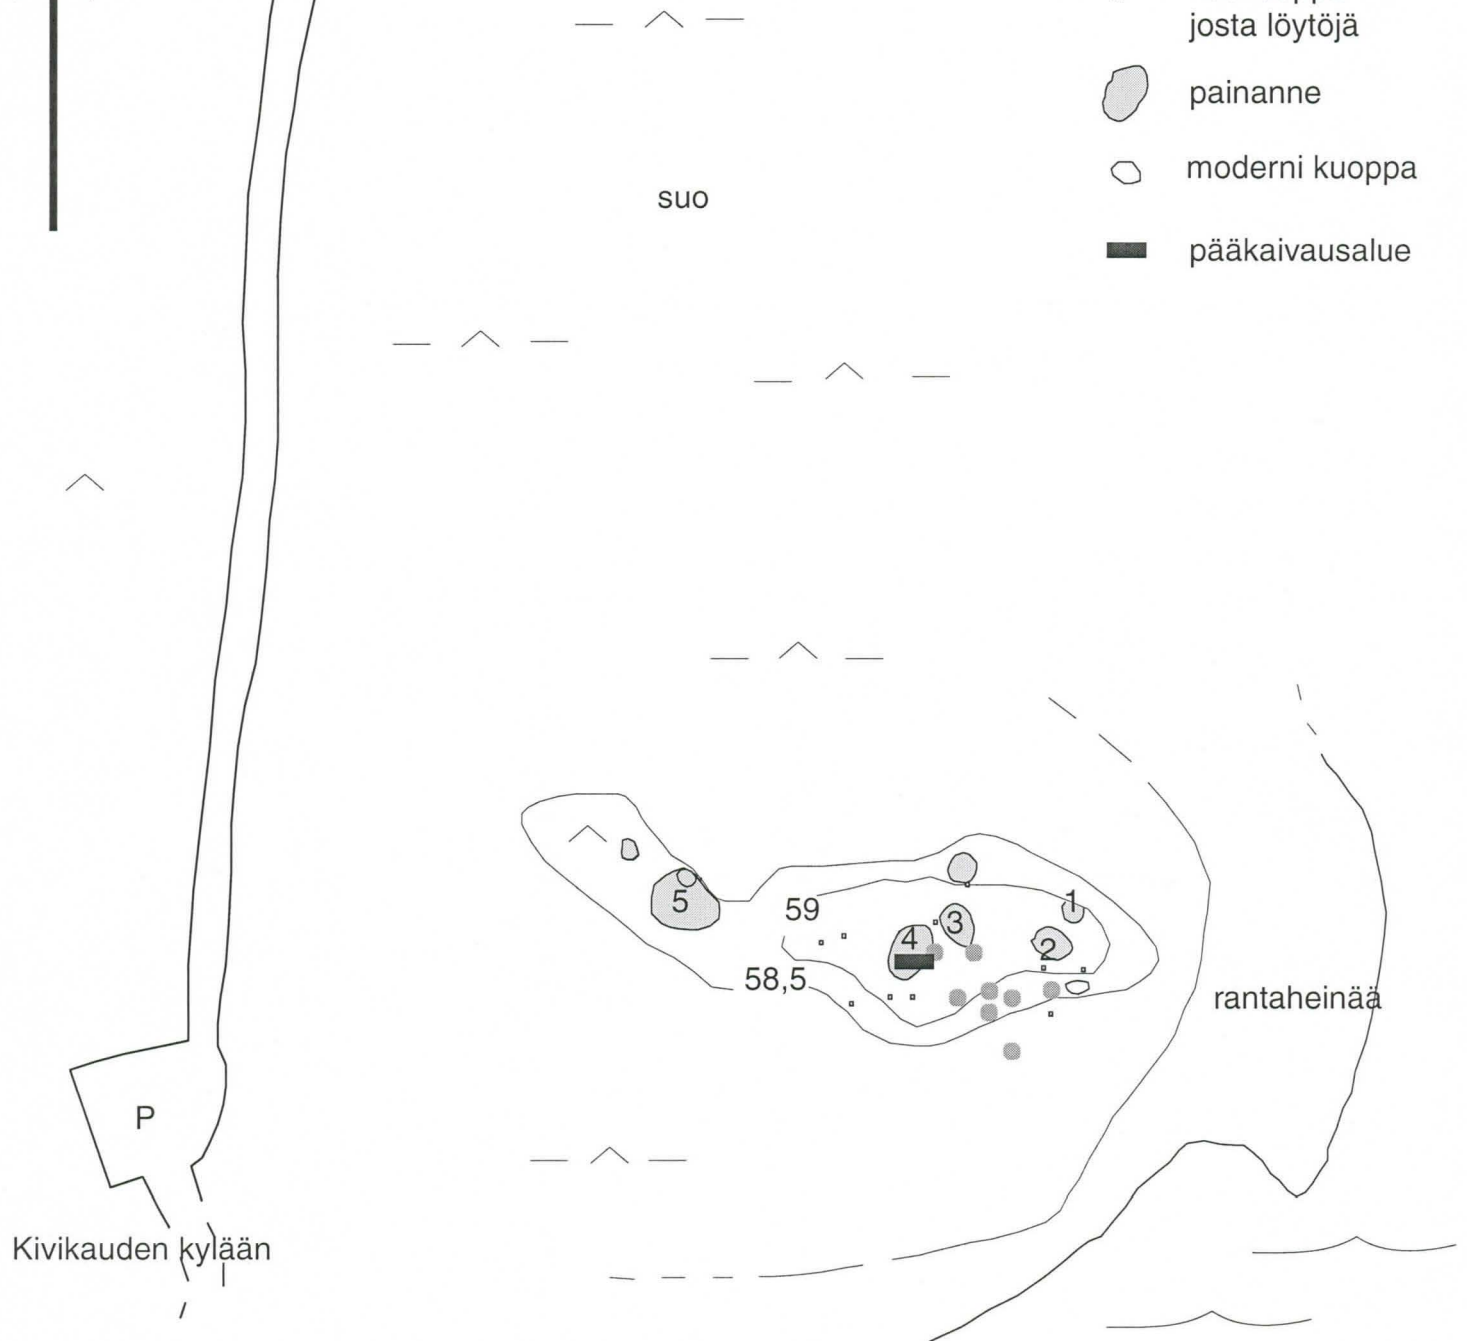 josta löytöjä
painanne
moderni kuoppa
suo
pääkaivausalue
5
59
3
1
4
2
58,5
rantaheinää
P
Kivikauden kylään